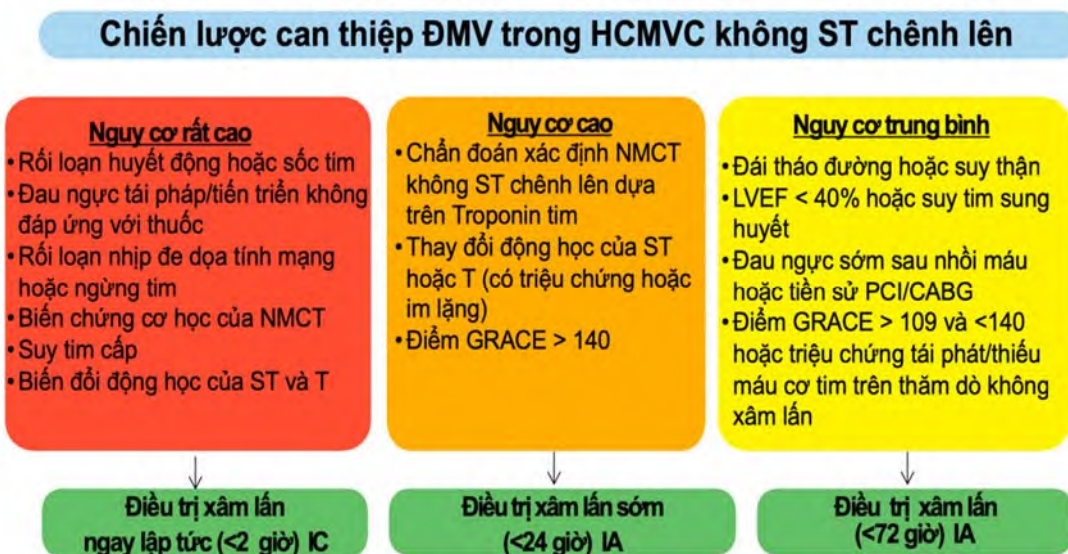 Chiến lược can thiệp ĐMV trong HCMVC không ST chênh lên
Nguy cơ rất cao
• Rối loạn huyết động hoặc sốc tim
• Đau ngực tái pháp/tiến triển không
đáp ứng với thuốc
• Rối loạn nhịp đe dọa tính mạng
hoặc ngừng tim
• Biến chứng cơ học của NMCT
• Suy tim cấp
• Biến đổi động học của ST và T
Điều trị xâm lấn
ngay lập tức (<2 giờ) IC
Nguy cơ cao
• Chẩn đoán xác định NMCT
không ST chênh lên dựa
trên Troponin tim
• Thay đổi động học của ST
hoặc T (có triệu chứng hoặc
im lặng)
• Điểm GRACE > 140
Điều trị xâm lấn sớm
(<24 giờ) IA
Nguy cơ trung bình
• Đái tháo đường hoặc suy thận
• LVEF < 40% hoặc suy tim sung
huyết
• Đau ngực sớm sau nhồi máu
hoặc tiền sử PCI/CABG
• Điểm GRACE > 109 và <140
hoặc triệu chứng tái phát/thiếu
máu cơ tim trên thăm dò không
xâm lấn
Điều trị xâm lấn
(<72 giờ) IA